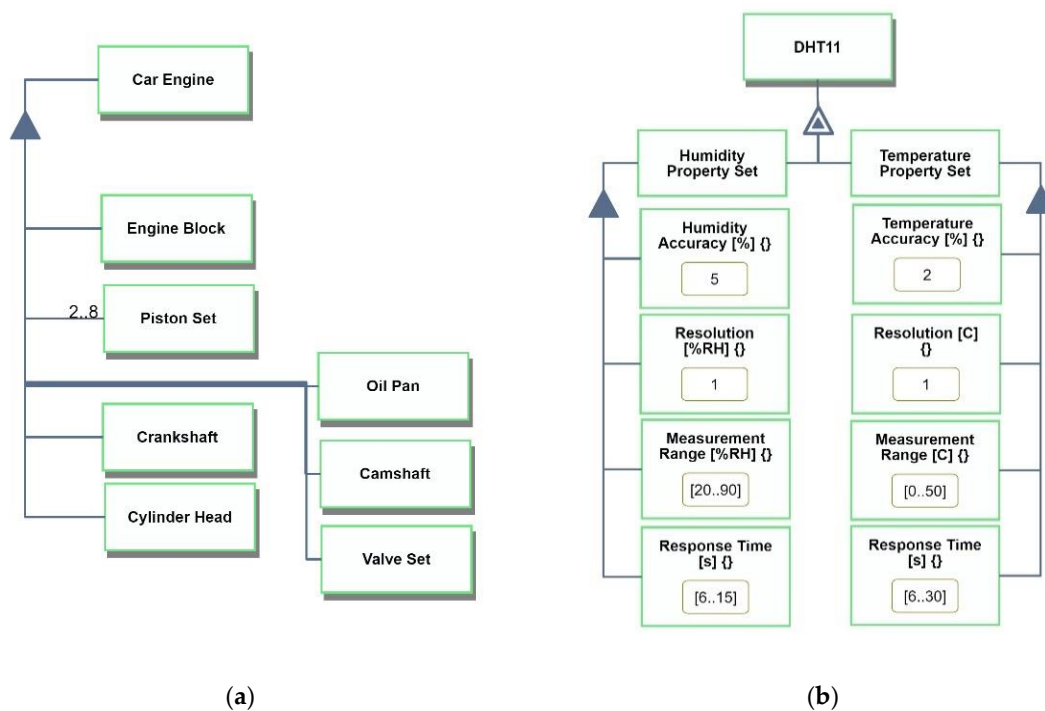 Car Engine
Engine Block
2..8
Piston Set
Oil Pan
Crankshaft
Camshaft
Cylinder Head
Valve Set
(a)
DHT11
Humidity
Property Set
Temperature
Property Set
Humidity
Accuracy [%] {}
5
Temperature
Accuracy [%] {}
2
Resolution
[%RH] {}
1
Resolution [C]
{}
1
Measurement
Range [%RH] {}
[20..90]
Measurement
Range [C] {}
[0..50]
Response Time
[s] {}
[6..15]
Response Time
[s] {}
[6..30]
(b)